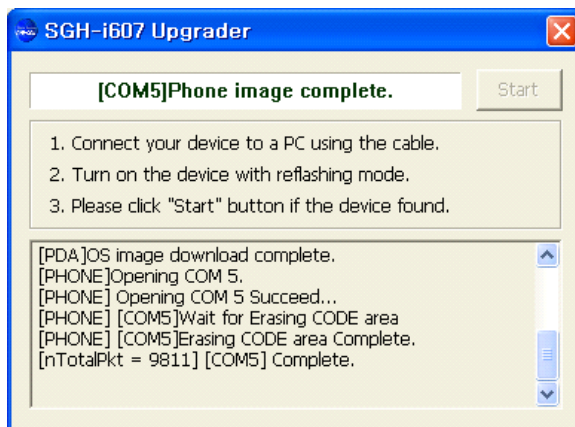 SGH-i607 Upgrader
[COM5]Phone image complete.
Start
1. Connect your device to a PC using the cable.
2. Turn on the device with reflashing mode.
3. Please click "Start" button if the device found.
[PDA]OS image download complete.
[PHONE]Opening COM 5.
[PHONE] Opening COM 5 Succeed...
[PHONE] [COM5]Wait for Erasing CODE area
[PHONE] [COM5]Erasing CODE area Complete.
[nTotalPkt = 9811] [COM5] Complete.